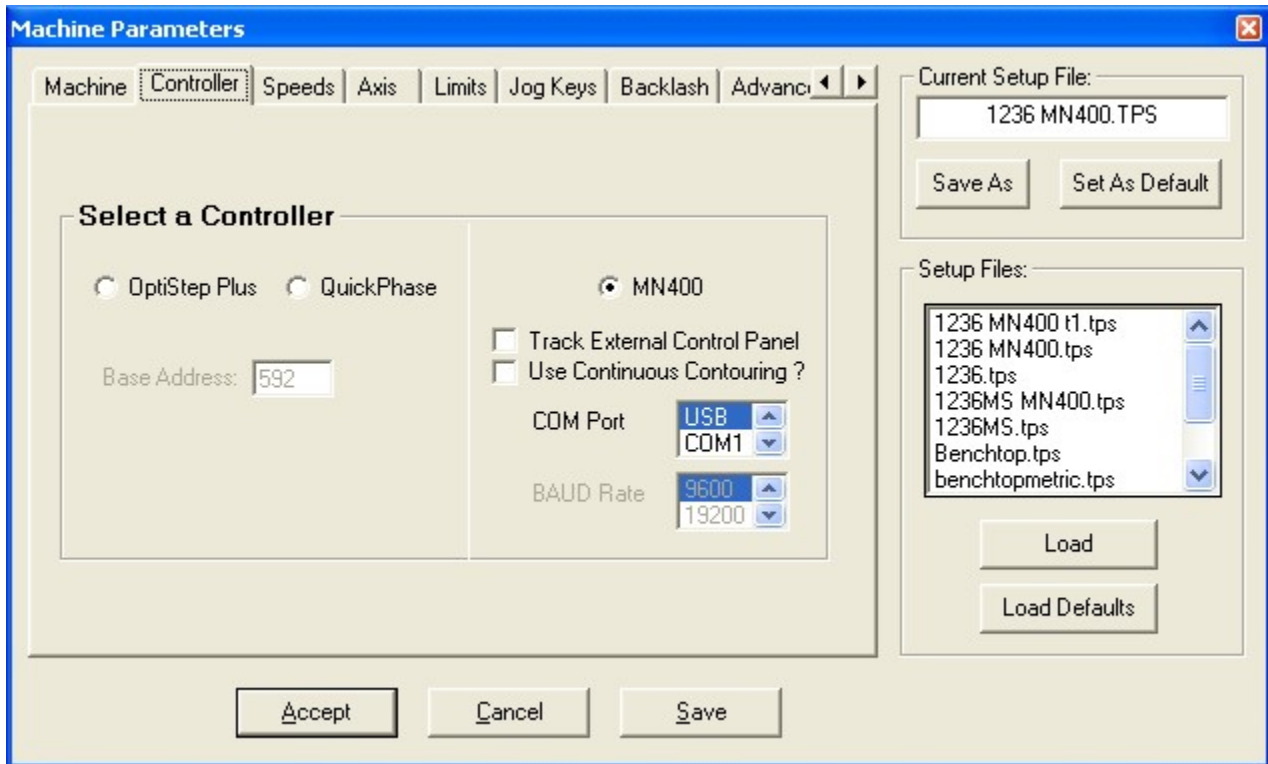 Machine Parameters
Machine Controller Speeds Axis Limits Jog Keys Backlash Advanc
Select a Controller
OptiStep Plus QuickPhase
Base Address: 592
MN400
Track External Control Panel
Use Continuous Contouring ?
COM Port USB
COM1
BAUD Rate 9600
19200
Current Setup File:
1236 MN400.TPS
Save As Set As Default
Setup Files:
1236 MN400 t1.tps
1236 MN400.tps
1236.tps
1236MS MN400.tps
1236MS.tps
Benchtop.tps
benchtopmetric.tps
Load
Load Defaults
Accept Cancel Save